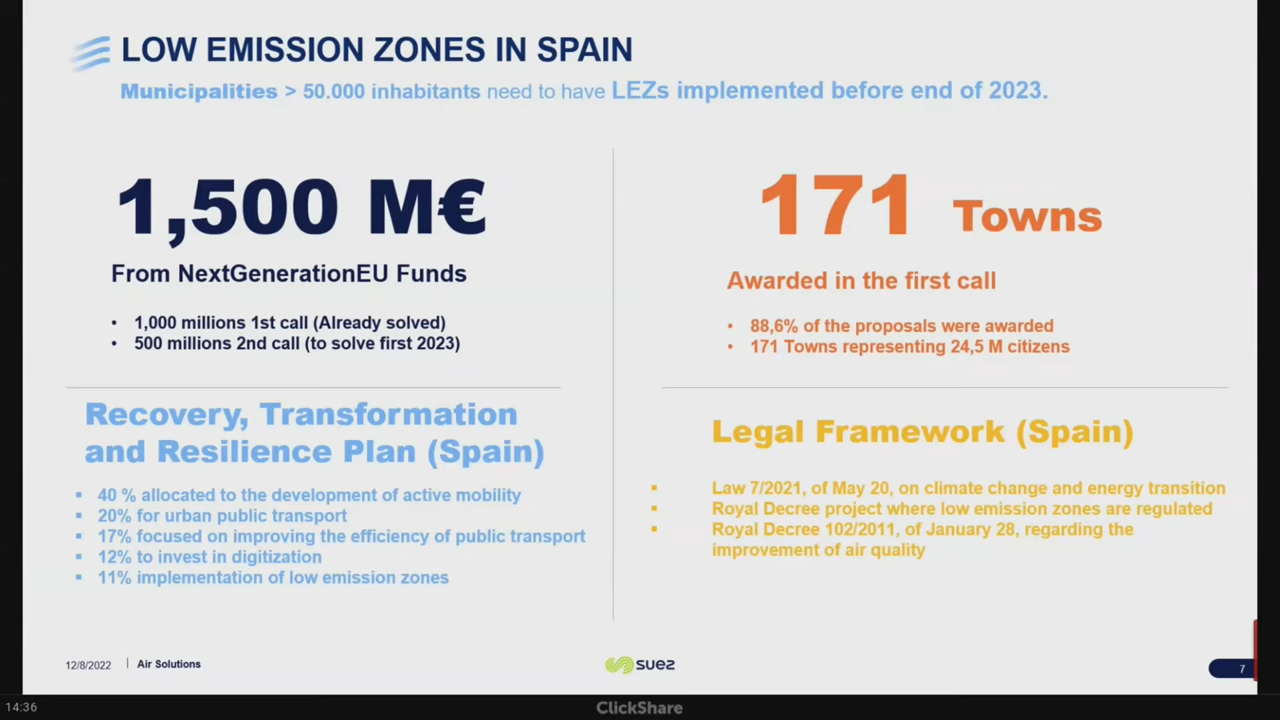 LOW EMISSION ZONES IN SPAIN
Municipalities > 50.000 inhabitants need to have LEZs implemented before end of 2023.
1,500 M€
From NextGenerationEU Funds
• 1,000 millions 1st call (Already solved)
• 500 millions 2nd call (to solve first 2023)
171 Towns
Awarded in the first call
• 88,6% of the proposals were awarded
• 171 Towns representing 24,5 M citizens
Recovery, Transformation
and Resilience Plan (Spain)
▪ 40 % allocated to the development of active mobility
▪ 20% for urban public transport
▪ 17% focused on improving the efficiency of public transport
▪ 12% to invest in digitization
▪ 11% implementation of low emission zones
Legal Framework (Spain)
▪ Law 7/2021, of May 20, on climate change and energy transition
▪ Royal Decree project where low emission zones are regulated
▪ Royal Decree 102/2011, of January 28, regarding the
improvement of air quality
12/8/2022 | Air Solutions
suez
7
14:36
ClickShare